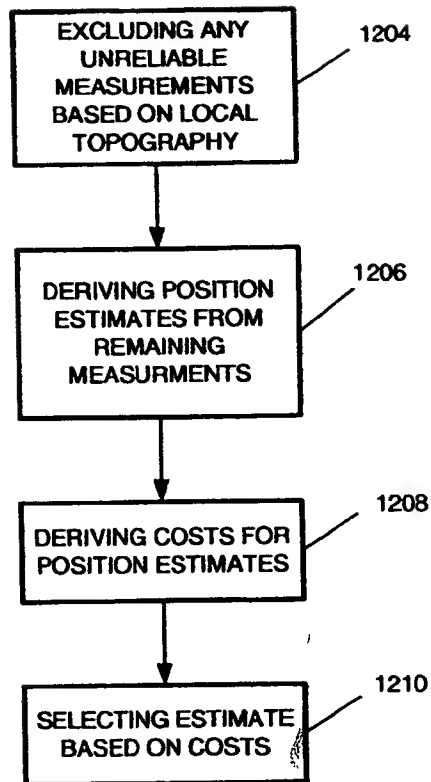 EXCLUDING ANY
UNRELIABLE
MEASUREMENTS
BASED ON LOCAL
TOPOGRAPHY
1204
DERIVING POSITION
ESTIMATES FROM
REMAINING
MEASURMENTS
1206
DERIVING COSTS FOR
POSITION ESTIMATES
1208
SELECTING ESTIMATE
BASED ON COSTS
1210